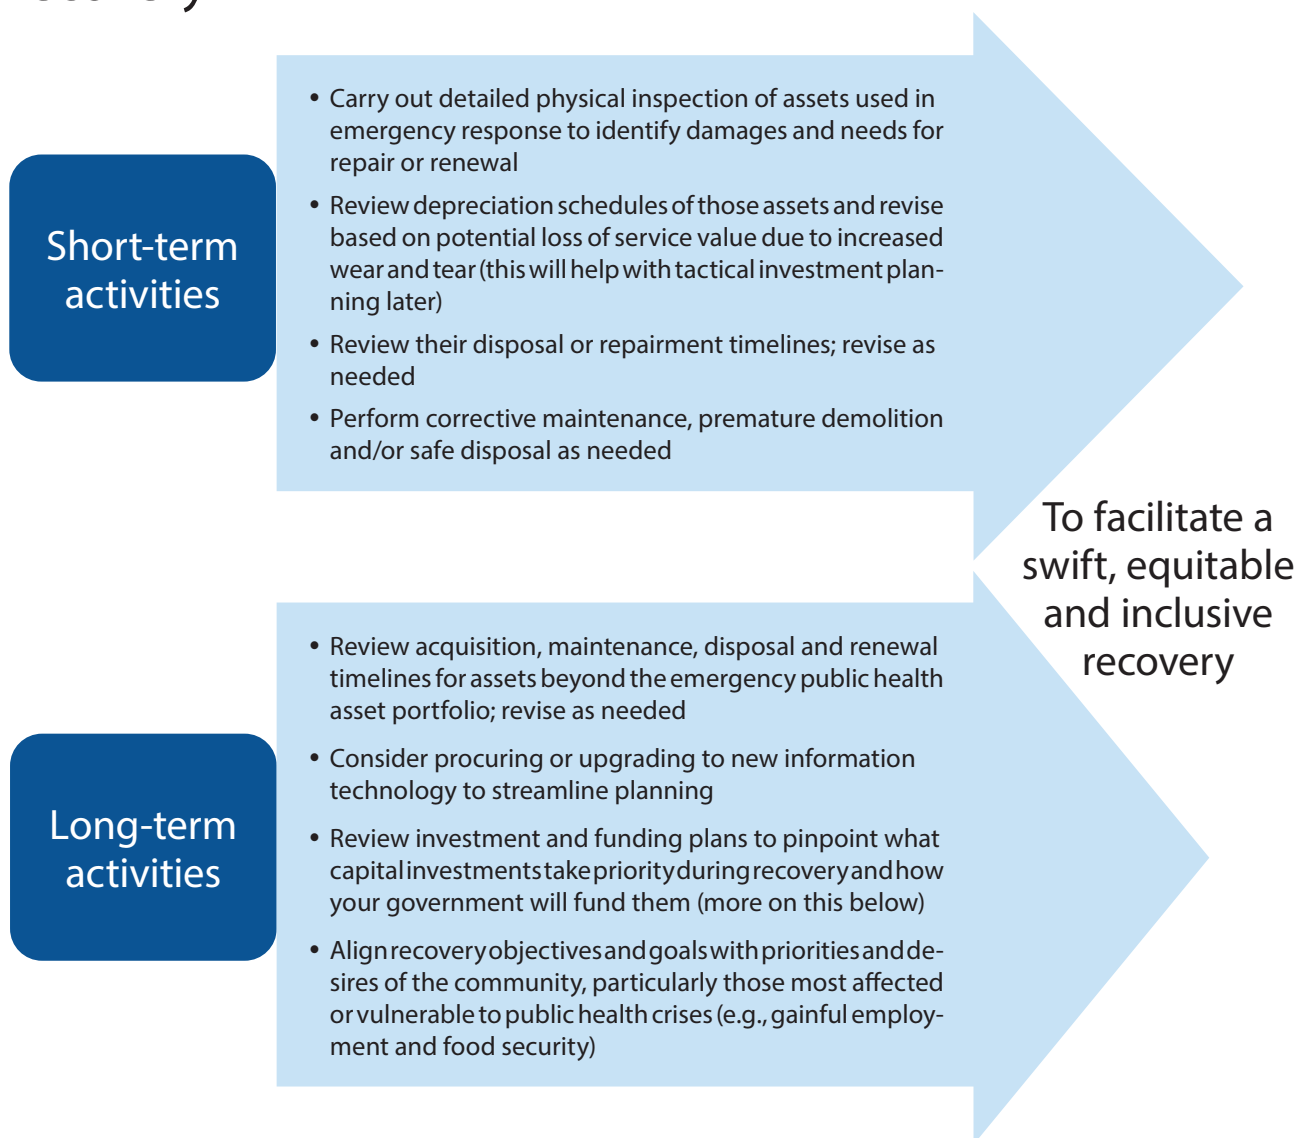 Short-term
activities
• Carry out detailed physical inspection of assets used in
emergency response to identify damages and needs for
repair or renewal
• Review depreciation schedules of those assets and revise
based on potential loss of service value due to increased
wear and tear (this will help with tactical investment plan-
ning later)
• Review their disposal or repairment timelines; revise as
needed
• Perform corrective maintenance, premature demolition
and/or safe disposal as needed
To facilitate a
swift, equitable
and inclusive
recovery
Long-term
activities
• Review acquisition, maintenance, disposal and renewal
timelines for assets beyond the emergency public health
asset portfolio; revise as needed
• Consider procuring or upgrading to new information
technology to streamline planning
• Review investment and funding plans to pinpoint what
capital investments take priority during recovery and how
your government will fund them (more on this below)
• Align recovery objectives and goals with priorities and de-
sires of the community, particularly those most affected
or vulnerable to public health crises (e.g., gainful employ-
ment and food security)